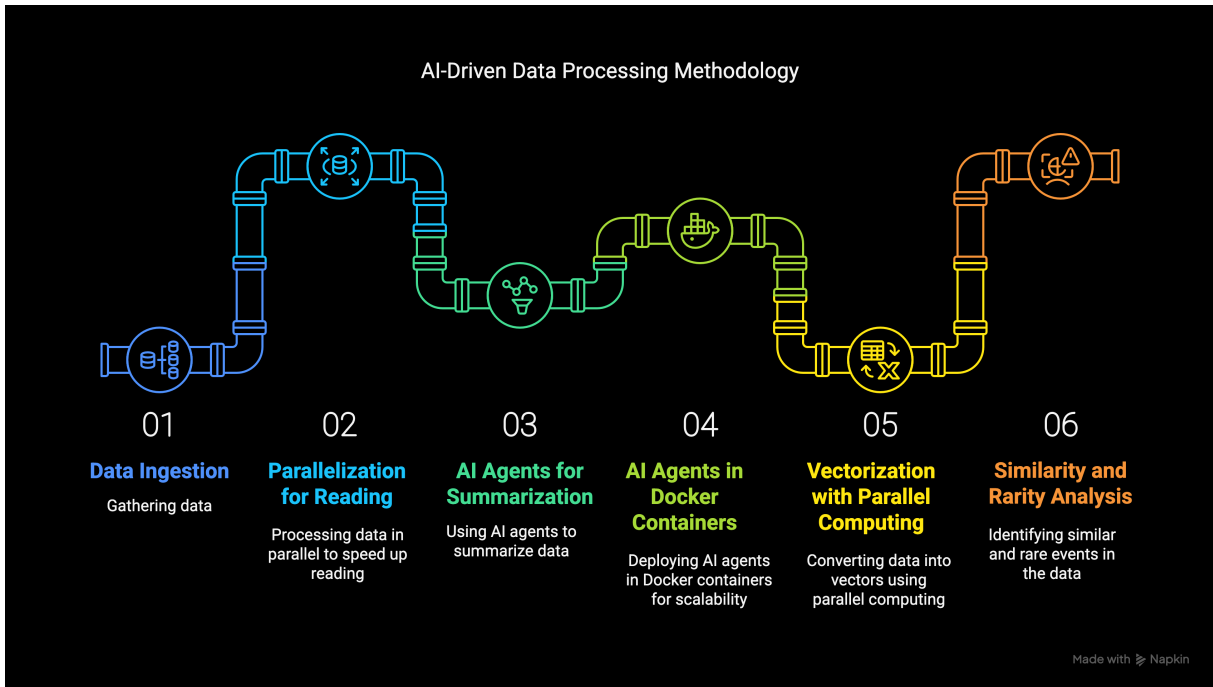 AI-Driven Data Processing Methodology
01
Data Ingestion
Gathering data
02
Parallelization
for Reading
Processing data in
parallel to speed up
reading
03
AI Agents for
Summarization
Using AI agents to
summarize data
04
AI Agents in
Docker
Containers
Deploying AI agents
in Docker containers
for scalability
05
Vectorization
with Parallel
Computing
Converting data into
vectors using
parallel computing
06
Similarity and
Rarity Analysis
Identifying similar
and rare events in
the data
Made with Napkin